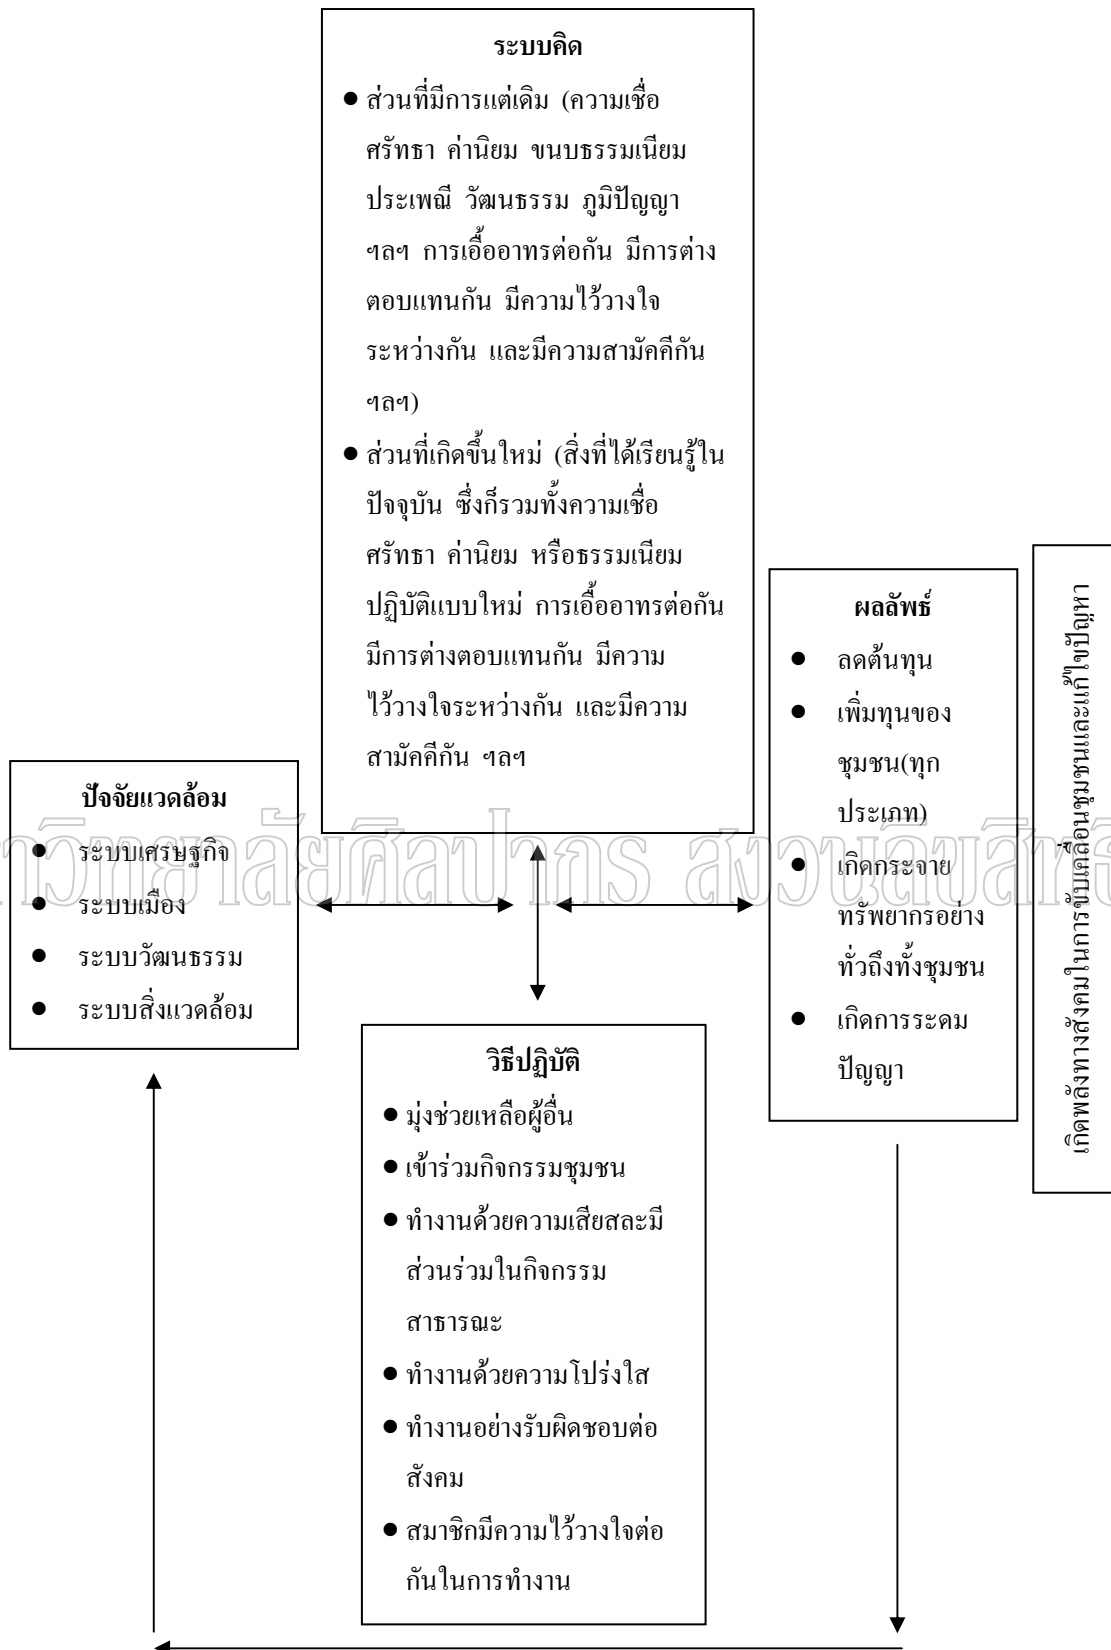 ระบบคิด
● ส่วนที่มีการแต่เดิม (ความเชื่อ
ศรัทธา ค่านิยม ขนบธรรมเนียม
ประเพณี วัฒนธรรม ภูมิปัญญา
ฯลฯ การเอื้ออาทรต่อกัน มีการต่าง
ตอบแทนกัน มีความไว้วางใจ
ระหว่างกัน และมีความสามัคคีกัน
ฯลฯ)
● ส่วนที่เกิดขึ้นใหม่ (สิ่งที่ได้เรียนรู้ใน
ปัจจุบัน ซึ่งก็รวมทั้งความเชื่อ
ศรัทธา ค่านิยม หรือธรรมเนียม
ปฏิบัติแบบใหม่ การเอื้ออาทรต่อกัน
มีการต่างตอบแทนกัน มีความ
ไว้วางใจระหว่างกัน และมีความ
สามัคคีกัน ฯลฯ
ปัจจัยแวดล้อม
● ระบบเศรษฐกิจ
● ระบบเมือง
● ระบบวัฒนธรรม
● ระบบสิ่งแวดล้อม
วิธีปฏิบัติ
● มุ่งช่วยเหลือผู้อื่น
● เข้าร่วมกิจกรรมชุมชน
● ทำงานด้วยความเสียสละมี
ส่วนร่วมในกิจกรรม
สาธารณะ
● ทำงานด้วยความโปร่งใส
● ทำงานอย่างรับผิดชอบต่อ
สังคม
● สมาชิกมีความไว้วางใจต่อ
กันในการทำงาน
ผลลัพธ์
● ลดต้นทุน
● เพิ่มทุนของ
ชุมชน(ทุก
ประเภท)
● เกิดกระจาย
ทรัพยากรอย่าง
ทั่วถึงทั้งชุมชน
● เกิดการระดม
ปัญญา
เกิดพลังทางสังคมในการขับเคลื่อนชุมชนและแก้ไขปัญหา
าวิทยาลัยศิลปากร สงวนลิขสิทธิ